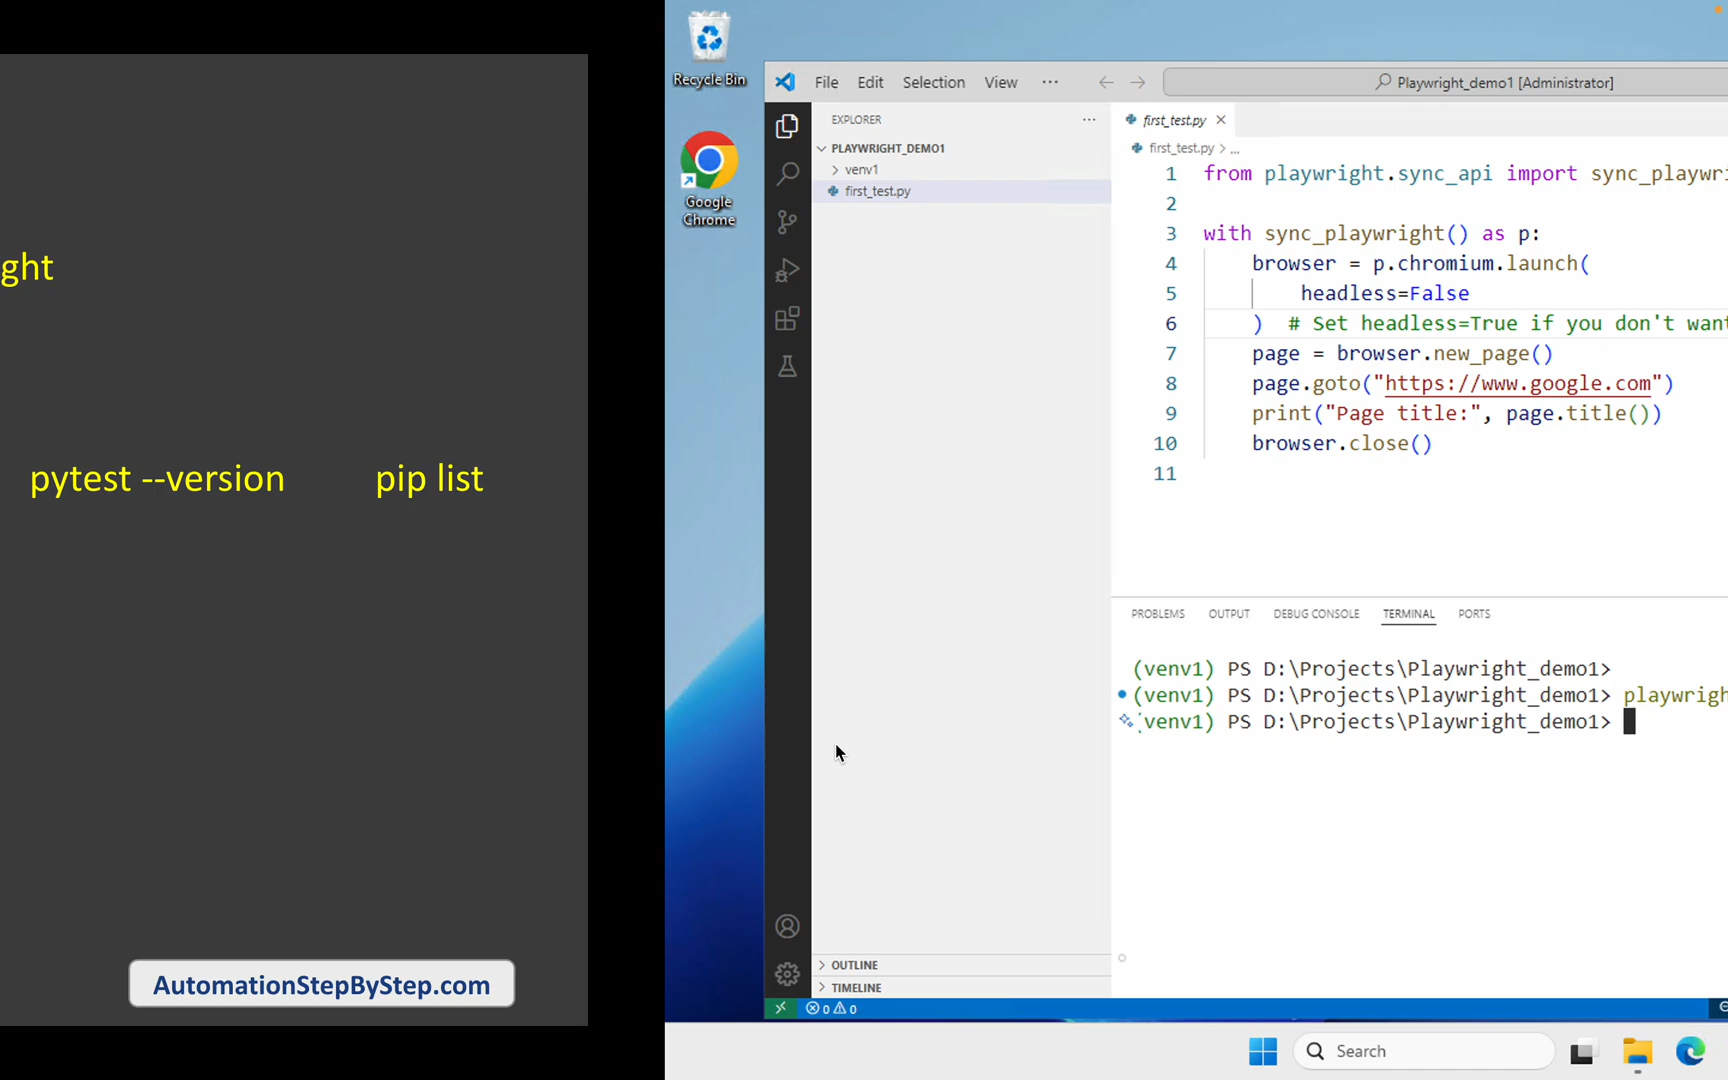 ght
pytest --version
pip list
AutomationStepByStep.com
Recycle Bin
Google
Chrome
File Edit Selection View ...
Playwright_demo1 [Administrator]
EXPLORER
PLAYWRIGHT_DEMO1
venv1
first_test.py
first_test.py
first_test.py > ...
1 from playwright.sync_api import sync_playwri
2
3 with sync_playwright() as p:
4 browser = p.chromium.launch(
5 headless=False
6 ) # Set headless=True if you don't want
7 page = browser.new_page()
8 page.goto("https://www.google.com")
9 print("Page title:", page.title())
10 browser.close()
11
PROBLEMS OUTPUT DEBUG CONSOLE TERMINAL PORTS
(venv1) PS D:\Projects\Playwright_demo1>
(venv1) PS D:\Projects\Playwright_demo1> playwrigh
(venv1) PS D:\Projects\Playwright_demo1>
OUTLINE
TIMELINE
0 0
Search